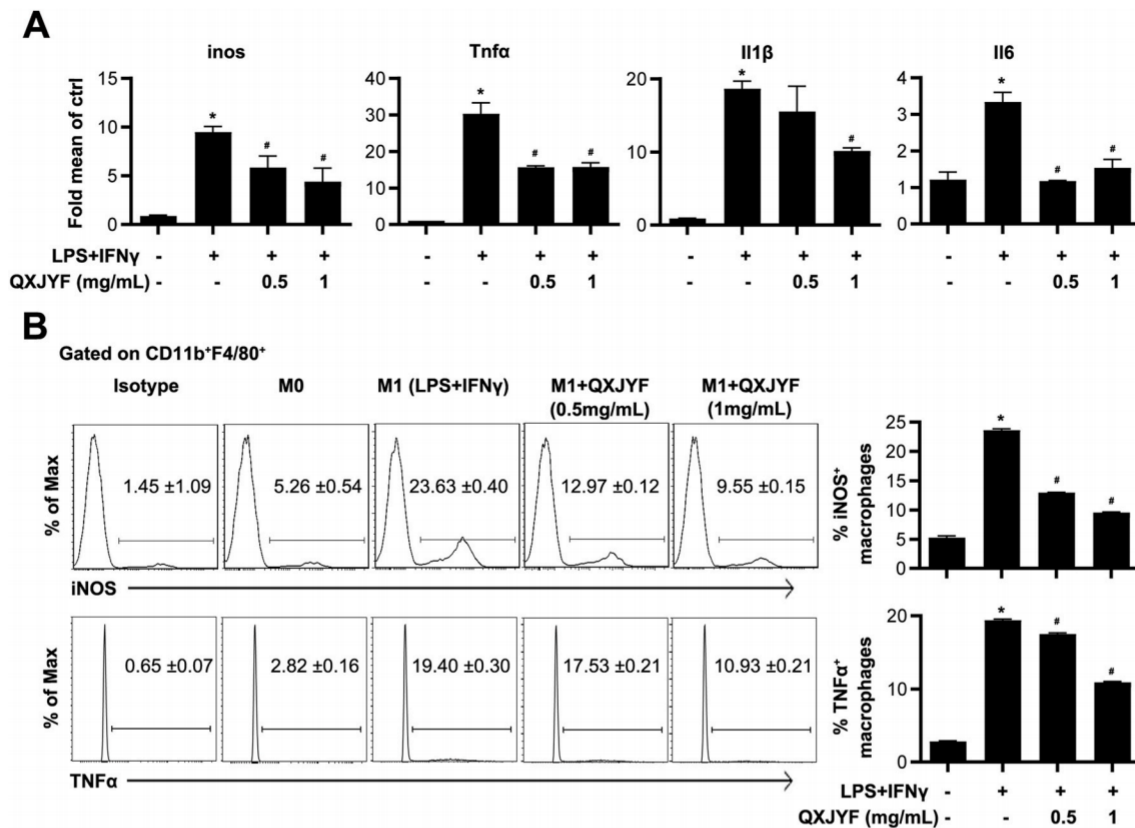 A
inos
Tnfα
Il1β
Il6
Fold mean of ctrl
15
10
5
0
40
30
20
10
0
20
10
0
4
3
2
1
0
*
#
#
*
#
#
*
#
*
#
#
LPS+IFNγ - + + + - + + + - + + + - + + +
QXJYF (mg/mL) - - 0.5 1 - - 0.5 1 - - 0.5 1 - - 0.5 1
B
Gated on CD11b⁺F4/80⁺
Isotype
M0
M1 (LPS+IFNγ)
M1+QXJYF
(0.5mg/mL)
M1+QXJYF
(1mg/mL)
% of Max
1.45 ±1.09
5.26 ±0.54
23.63 ±0.40
12.97 ±0.12
9.55 ±0.15
iNOS
% iNOS⁺
macrophages
25
20
15
10
5
0
*
#
#
% of Max
0.65 ±0.07
2.82 ±0.16
19.40 ±0.30
17.53 ±0.21
10.93 ±0.21
TNFα
% TNFα⁺
macrophages
20
10
0
*
#
#
LPS+IFNγ - + + +
QXJYF (mg/mL) - - 0.5 1